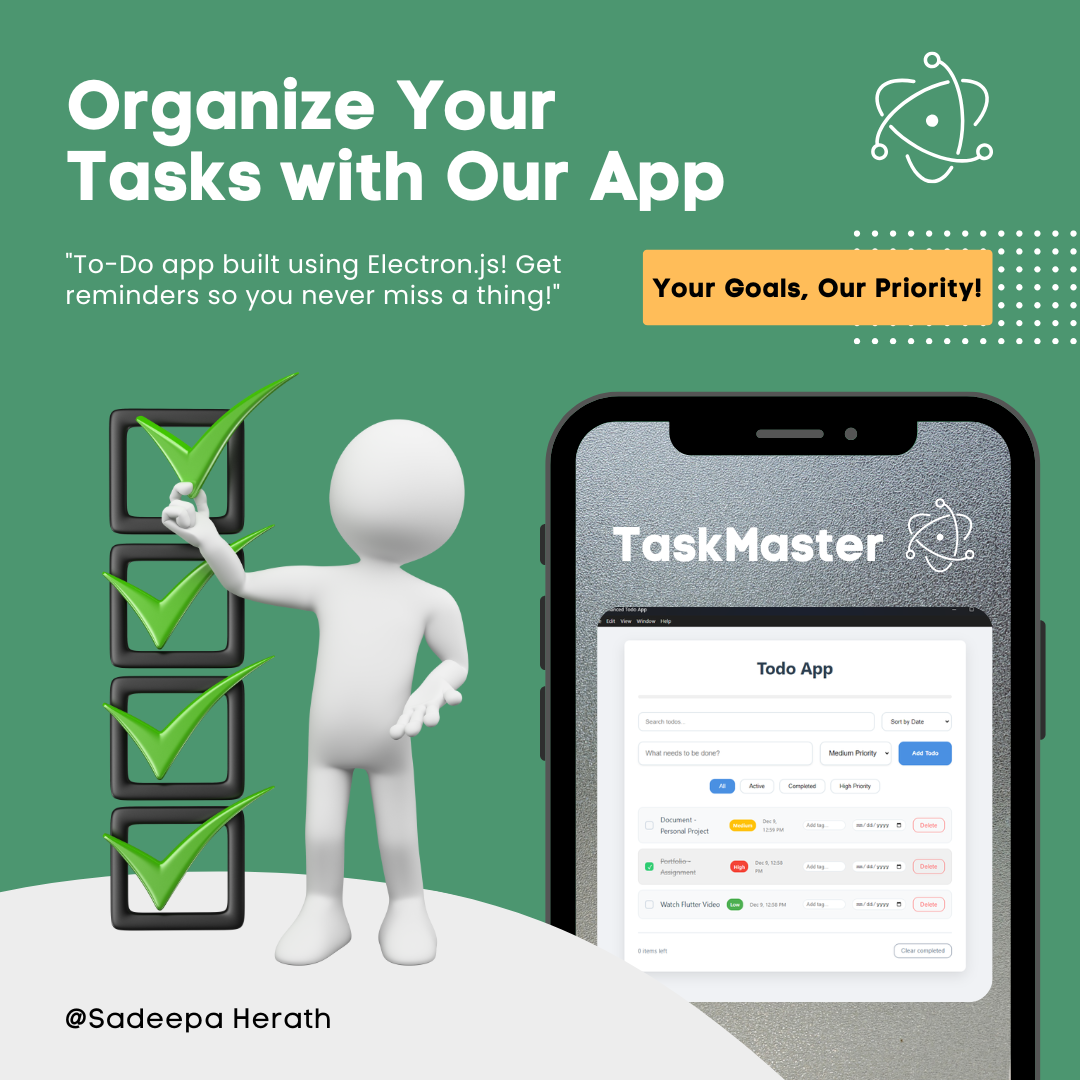 Organize Your
Tasks with Our App
"To-Do app built using Electron.js! Get
reminders so you never miss a thing!"
Your Goals, Our Priority!
TaskMaster
anced Todo App
Edit View Window Help
Todo App
Search todos...
Sort by Date
What needs to be done?
Medium Priority
Add Todo
All Active Completed High Priority
Document -
Personal Project
Medium
Dec 9,
12:59 PM
Add tag...
mm/dd/yyyy
Delete
Portfolio -
Assignment
High
Dec 9, 12:58
PM
Add tag...
mm/dd/yyyy
Delete
Watch Flutter Video
Low
Dec 9, 12:58 PM
Add tag...
mm/dd/yyyy
Delete
0 items left
Clear completed
@Sadeepa Herath